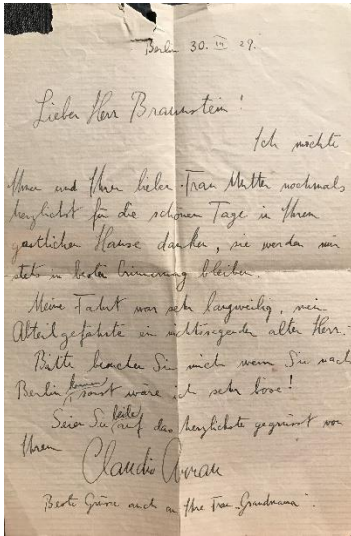 Berlin 30. III 29.
Lieber Herr Braunstein!
Ich möchte
Ihnen und Ihrer lieben Frau Mutter nochmals
herzlichst für die schönen Tage in Ihrem
gastlichen Hause danken, sie werden mir
stets in bester Erinnerung bleiben.
Meine Fahrt war sehr langweilig, mein
Abteilgefährte ein nichtssagender alter Herr.-
Bitte besuchen Sie mich wenn Sie nach
Berlin kommen, sonst wäre ich sehr böse!
Seien Sie beide auf das herzlichste gegrüsst von
Ihrem
Claudio Arrau
Beste Grüsse auch an Ihre Frau "Grandmama".